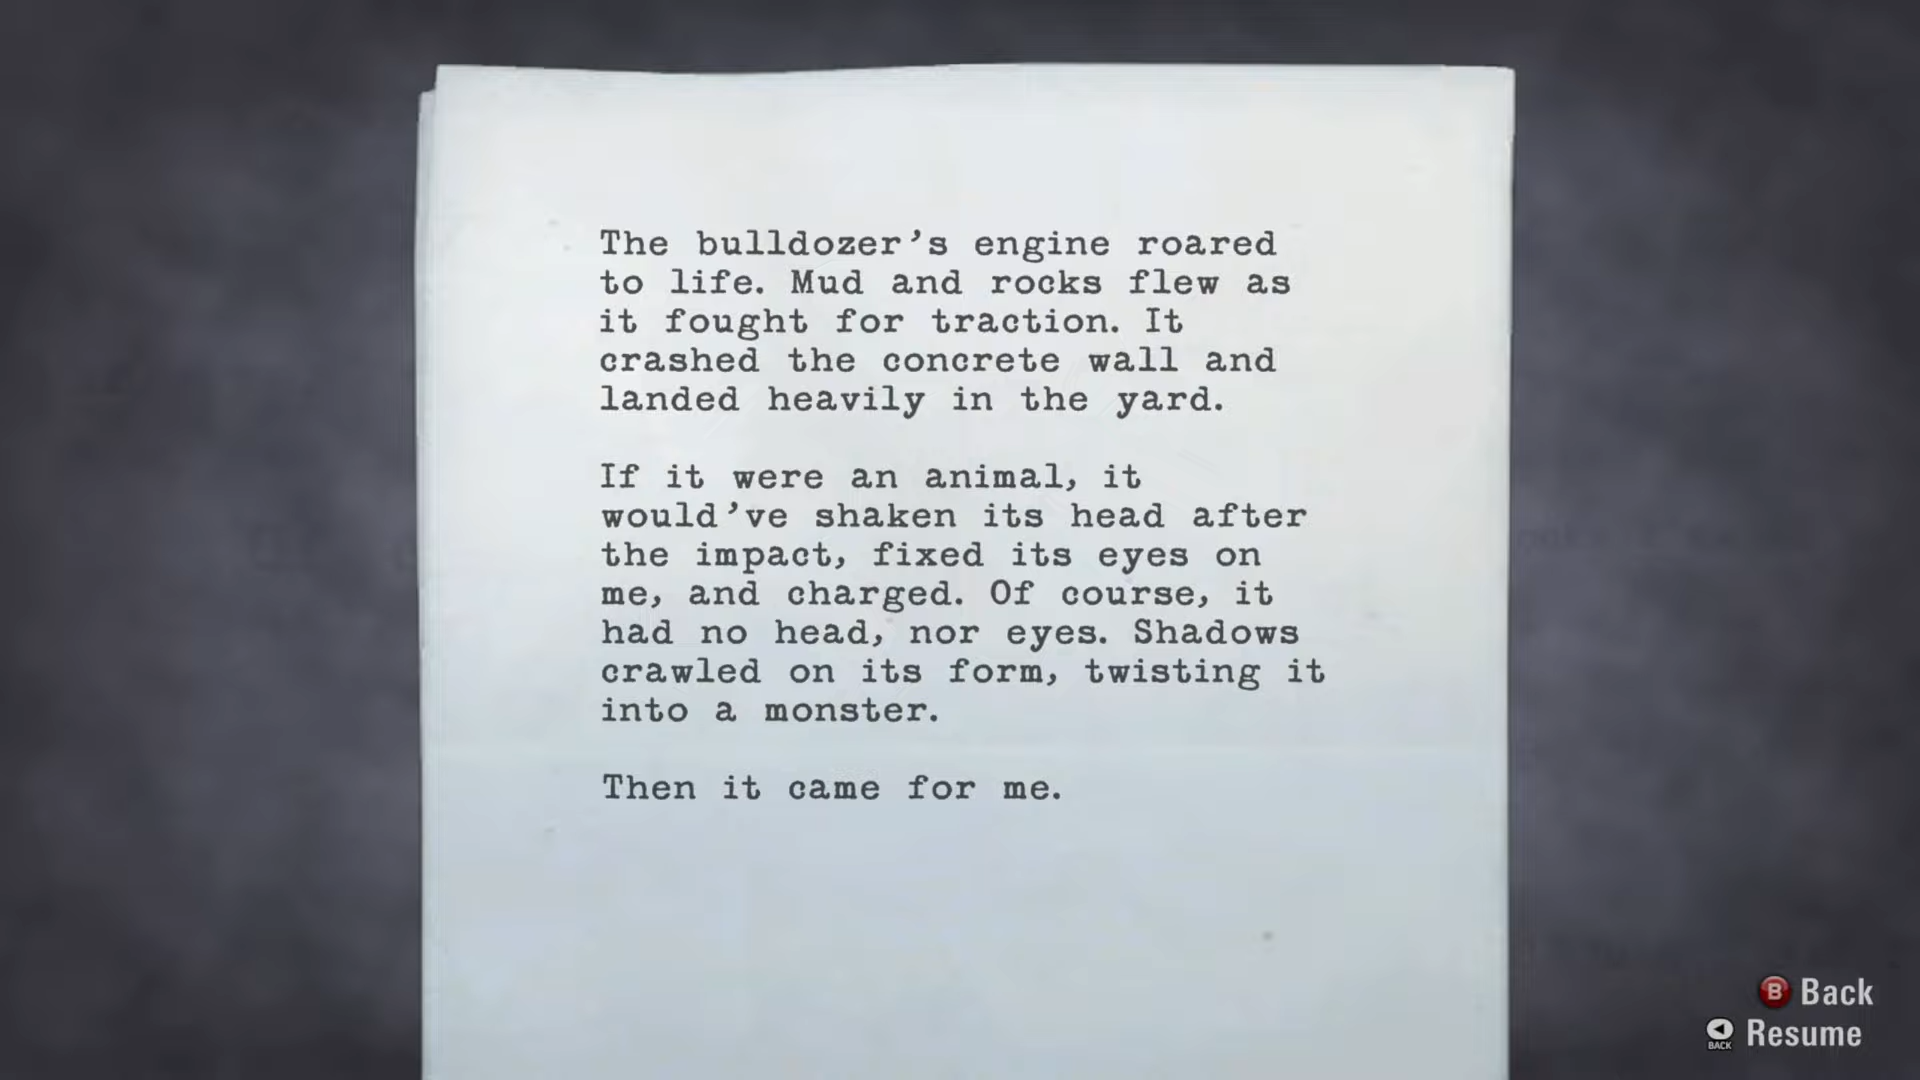 The bulldozer’s engine roared
to life. Mud and rocks flew as
it fought for traction. It
crashed the concrete wall and
landed heavily in the yard.
If it were an animal, it
would’ve shaken its head after
the impact, fixed its eyes on
me, and charged. Of course, it
had no head, nor eyes. Shadows
crawled on its form, twisting it
into a monster.
Then it came for me.
B Back
BACK Resume